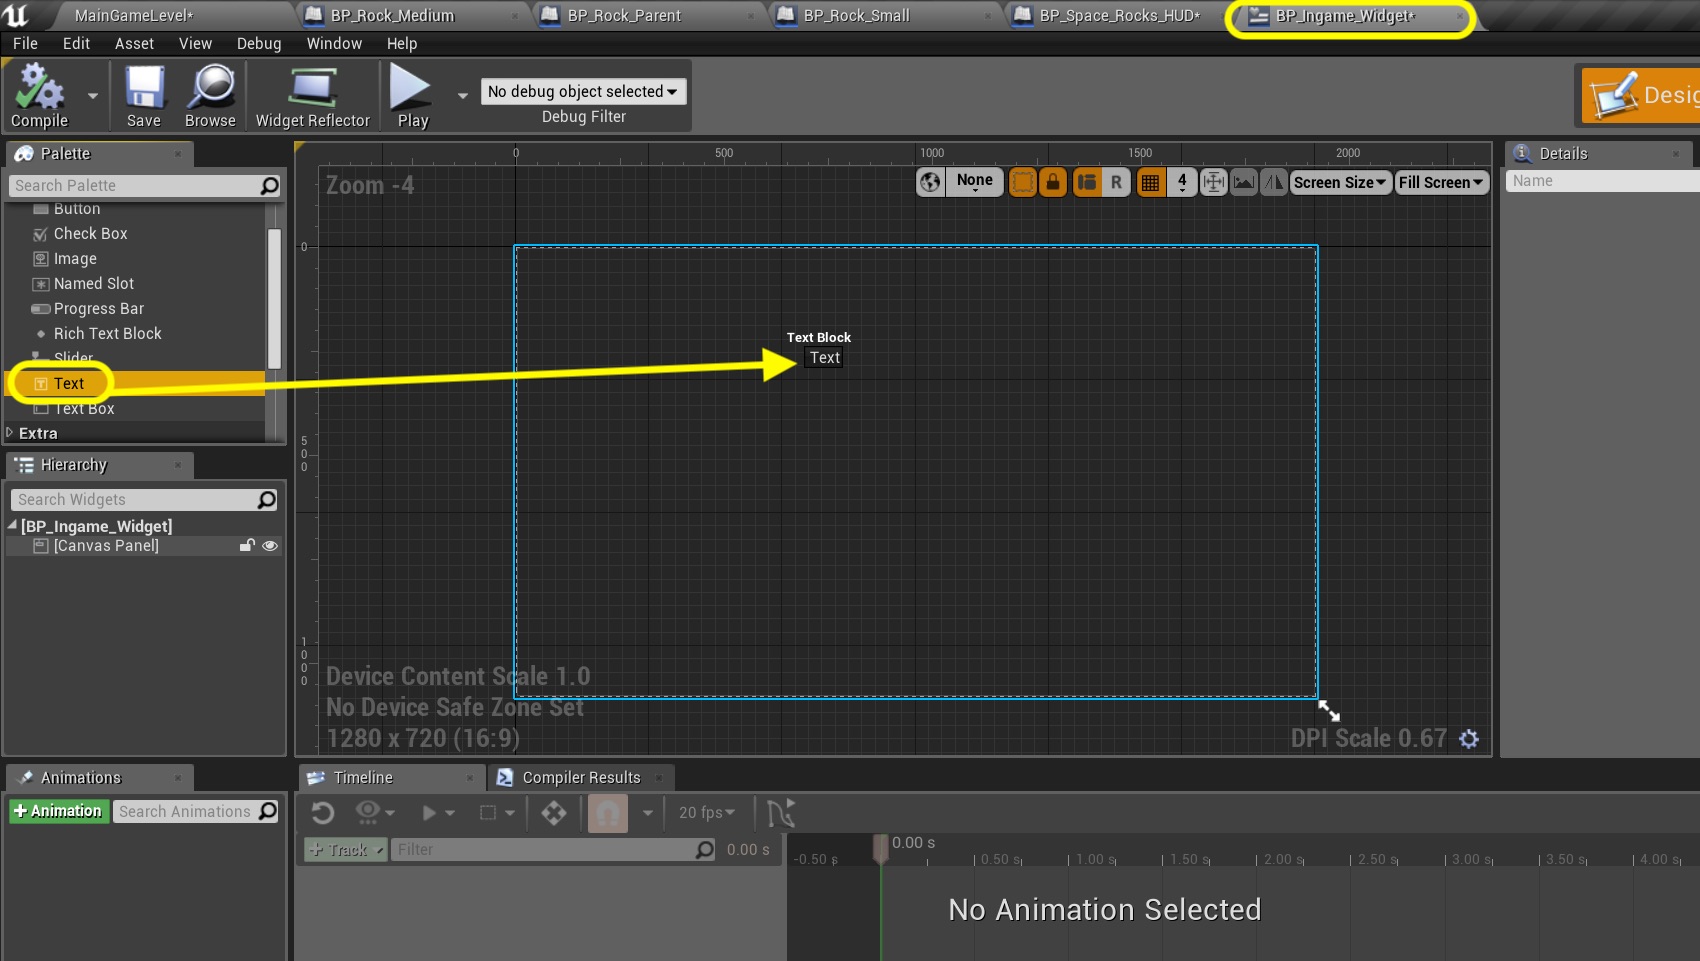 MainGameLevel*
BP_Rock_Medium
BP_Rock_Parent
BP_Rock_Small
BP_Space_Rocks_HUD*
BP_Ingame_Widget*
File Edit Asset View Debug Window Help
Compile
Save
Browse
Widget Reflector
Play
No debug object selected
Debug Filter
Palette
Search Palette
Button
Check Box
Image
Named Slot
Progress Bar
Rich Text Block
Slider
Text
Text Box
Extra
Hierarchy
Search Widgets
[BP_Ingame_Widget]
[Canvas Panel]
Animations
+ Animation
Search Animations
0 500 1000 1500 2000
Zoom -4
None
R
4
Screen Size
Fill Screen
0
500
1000
Text Block
Text
Device Content Scale 1.0
No Device Safe Zone Set
1280 x 720 (16:9)
DPI Scale 0.67
Details
Name
Timeline
Compiler Results
20 fps
+ Track
Filter
0.00 s
0.00 s
-0.50 s 0.50 s 1.00 s 1.50 s 2.00 s 2.50 s 3.00 s 3.50 s 4.00 s
No Animation Selected